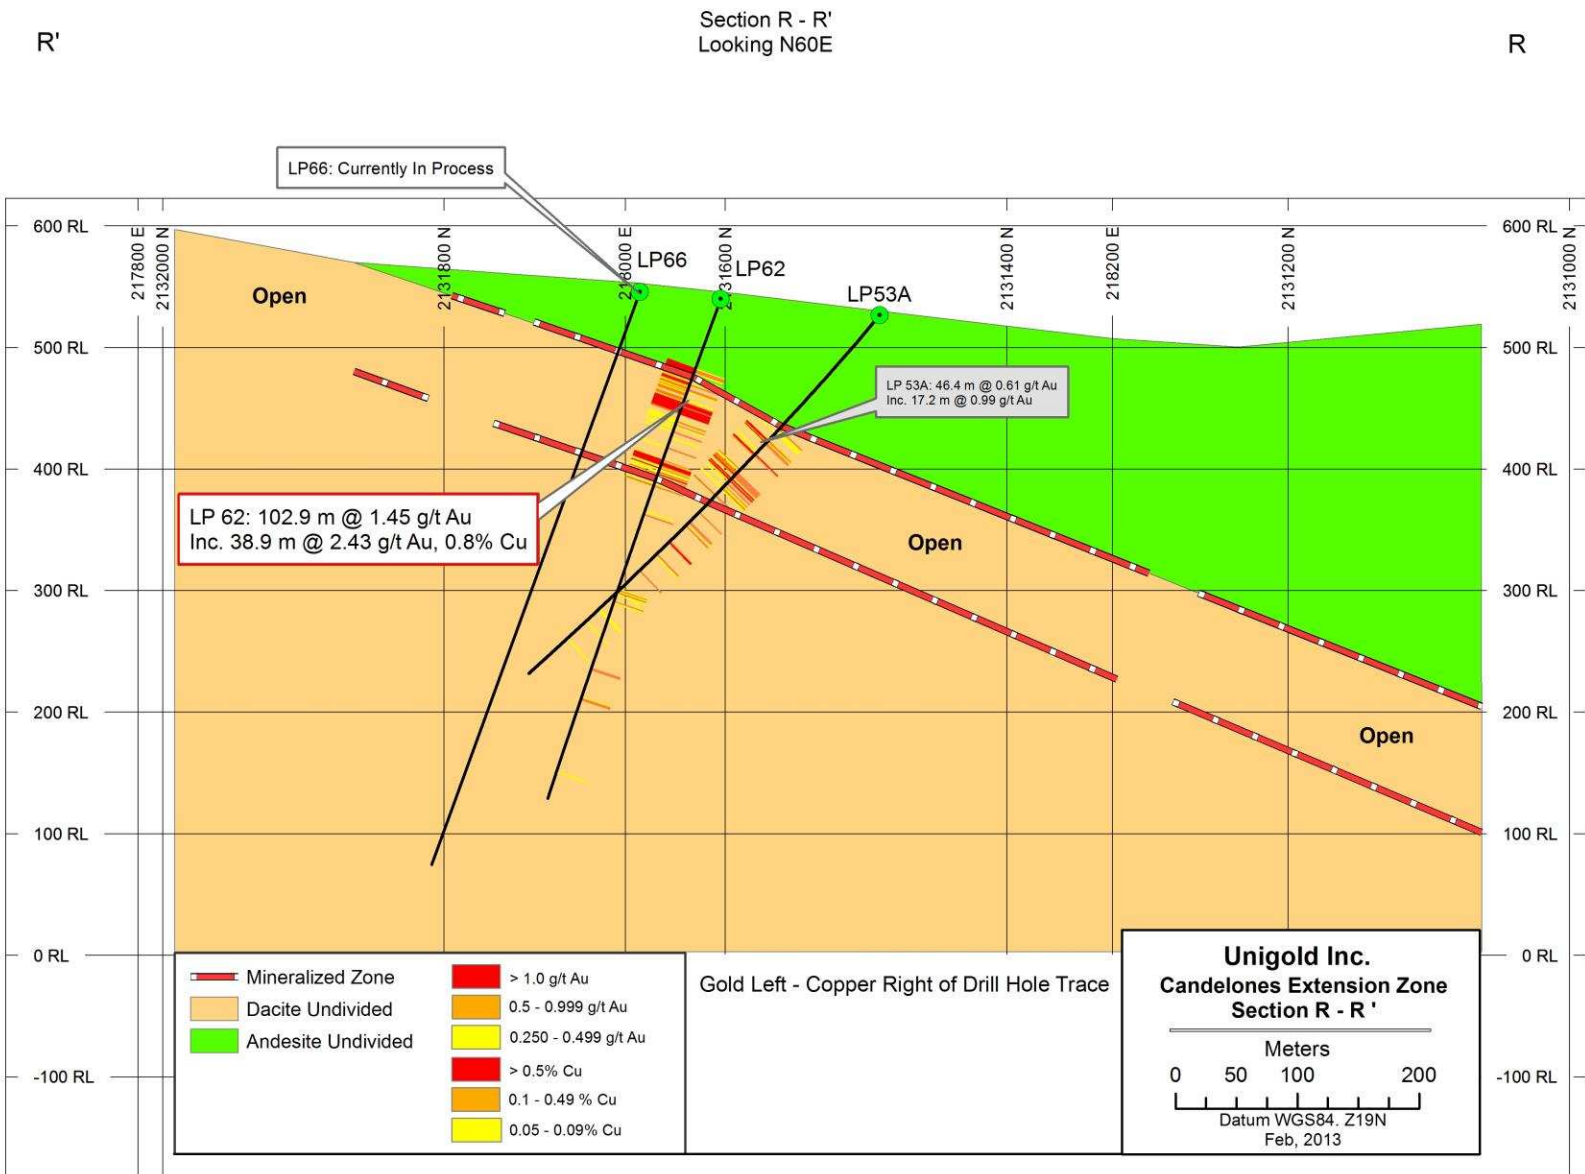 Section R - R'
Looking N60E
R'
R
LP66: Currently In Process
600 RL
600 RL
217800 E
2132000 N
2131800 N
218000 E
2131600 N
2131400 N
218200 E
2131200 N
2131000 N
LP66
LP62
LP53A
Open
500 RL
500 RL
LP 53A: 46.4 m @ 0.61 g/t Au
Inc. 17.2 m @ 0.99 g/t Au
400 RL
400 RL
LP 62: 102.9 m @ 1.45 g/t Au
Inc. 38.9 m @ 2.43 g/t Au, 0.8% Cu
Open
300 RL
300 RL
200 RL
200 RL
Open
100 RL
100 RL
0 RL
0 RL
-100 RL
-100 RL
Mineralized Zone
Dacite Undivided
Andesite Undivided
> 1.0 g/t Au
0.5 - 0.999 g/t Au
0.250 - 0.499 g/t Au
> 0.5% Cu
0.1 - 0.49 % Cu
0.05 - 0.09% Cu
Gold Left - Copper Right of Drill Hole Trace
Unigold Inc.
Candelones Extension Zone
Section R - R '
Meters
0 50 100 200
Datum WGS84. Z19N
Feb, 2013